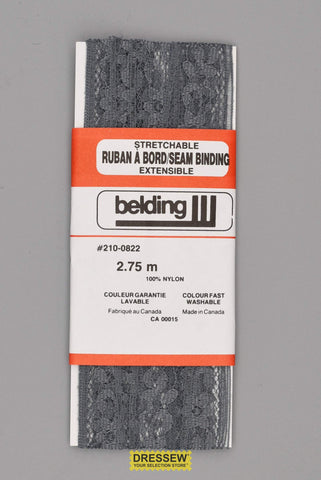 STRETCHABLE
RUBAN À BORD/SEAM BINDING
EXTENSIBLE
belding
#210-0822
2.75 m
100% NYLON
COULEUR GARANTIE
LAVABLE
Fabriqué au Canada
COLOUR FAST
WASHABLE
Made in Canada
CA 00015
DRESSEW
YOUR SELECTION STORE